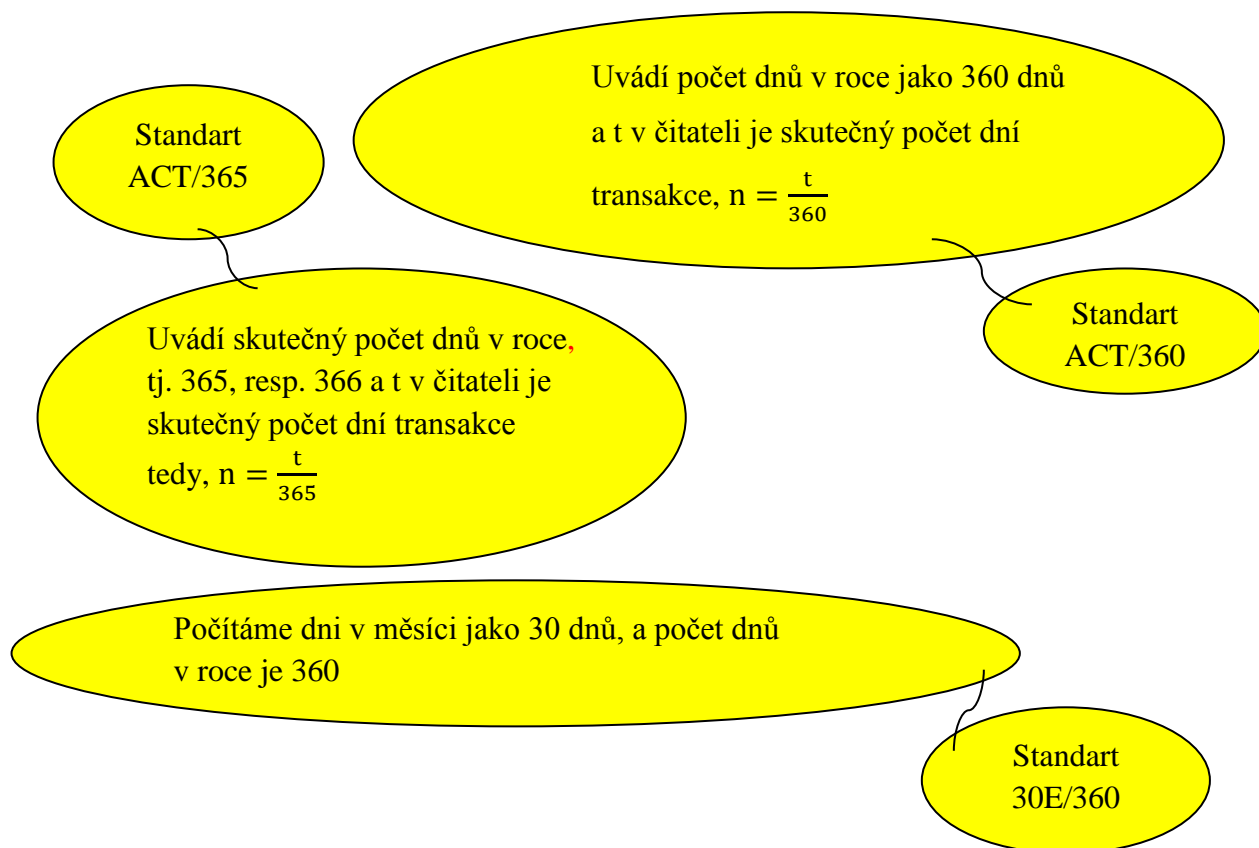 Standart
ACT/365
Uvádí počet dnů v roce jako 360 dnů
a t v čitateli je skutečný počet dní
transakce, n = t/360
Uvádí skutečný počet dnů v roce,
tj. 365, resp. 366 a t v čitateli je
skutečný počet dní transakce
tedy, n = t/365
Standart
ACT/360
Počítáme dni v měsíci jako 30 dnů, a počet dnů
v roce je 360
Standart
30E/360